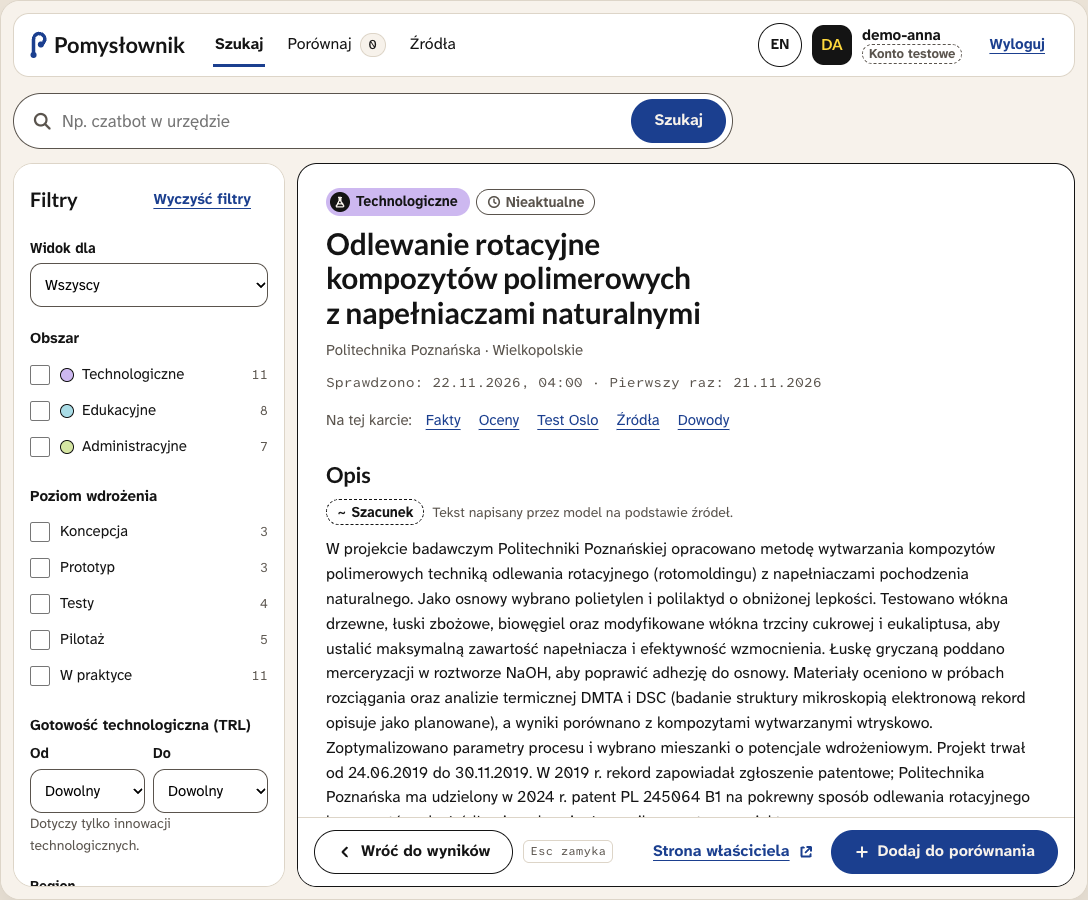 Pomysłownik
Szukaj
Porównaj 0
Źródła
EN
DA
demo-anna
Konto testowe
Wyloguj
Np. czatbot w urzędzie
Szukaj
Filtry
Wyczyść filtry
Widok dla
Wszyscy
Obszar
Technologiczne 11
Edukacyjne 8
Administracyjne 7
Poziom wdrożenia
Koncepcja 3
Prototyp 3
Testy 4
Pilotaż 5
W praktyce 11
Gotowość technologiczna (TRL)
Od Do
Dowolny Dowolny
Dotyczy tylko innowacji
technologicznych.
Region
Technologiczne
Nieaktualne
Odlewanie rotacyjne
kompozytów polimerowych
z napełniaczami naturalnymi
Politechnika Poznańska · Wielkopolskie
Sprawdzono: 22.11.2026, 04:00 · Pierwszy raz: 21.11.2026
Na tej karcie: Fakty Oceny Test Oslo Źródła Dowody
Opis
~ Szacunek Tekst napisany przez model na podstawie źródeł.
W projekcie badawczym Politechniki Poznańskiej opracowano metodę wytwarzania kompozytów
polimerowych techniką odlewania rotacyjnego (rotomoldingu) z napełniaczami pochodzenia
naturalnego. Jako osnowy wybrano polietylen i polilaktyd o obniżonej lepkości. Testowano włókna
drzewne, łuski zbożowe, biowęgiel oraz modyfikowane włókna trzciny cukrowej i eukaliptusa, aby
ustalić maksymalną zawartość napełniacza i efektywność wzmocnienia. Łuskę gryczaną poddano
merceryzacji w roztworze NaOH, aby poprawić adhezję do osnowy. Materiały oceniono w próbach
rozciągania oraz analizie termicznej DMTA i DSC (badanie struktury mikroskopią elektronową rekord
opisuje jako planowane), a wyniki porównano z kompozytami wytwarzanymi wtryskowo.
Zoptymalizowano parametry procesu i wybrano mieszanki o potencjale wdrożeniowym. Projekt trwał
od 24.06.2019 do 30.11.2019. W 2019 r. rekord zapowiadał zgłoszenie patentowe; Politechnika
Poznańska ma udzielony w 2024 r. patent PL 245064 B1 na pokrewny sposób odlewania rotacyjnego
Wróć do wyników
Esc zamyka
Strona właściciela
Dodaj do porównania